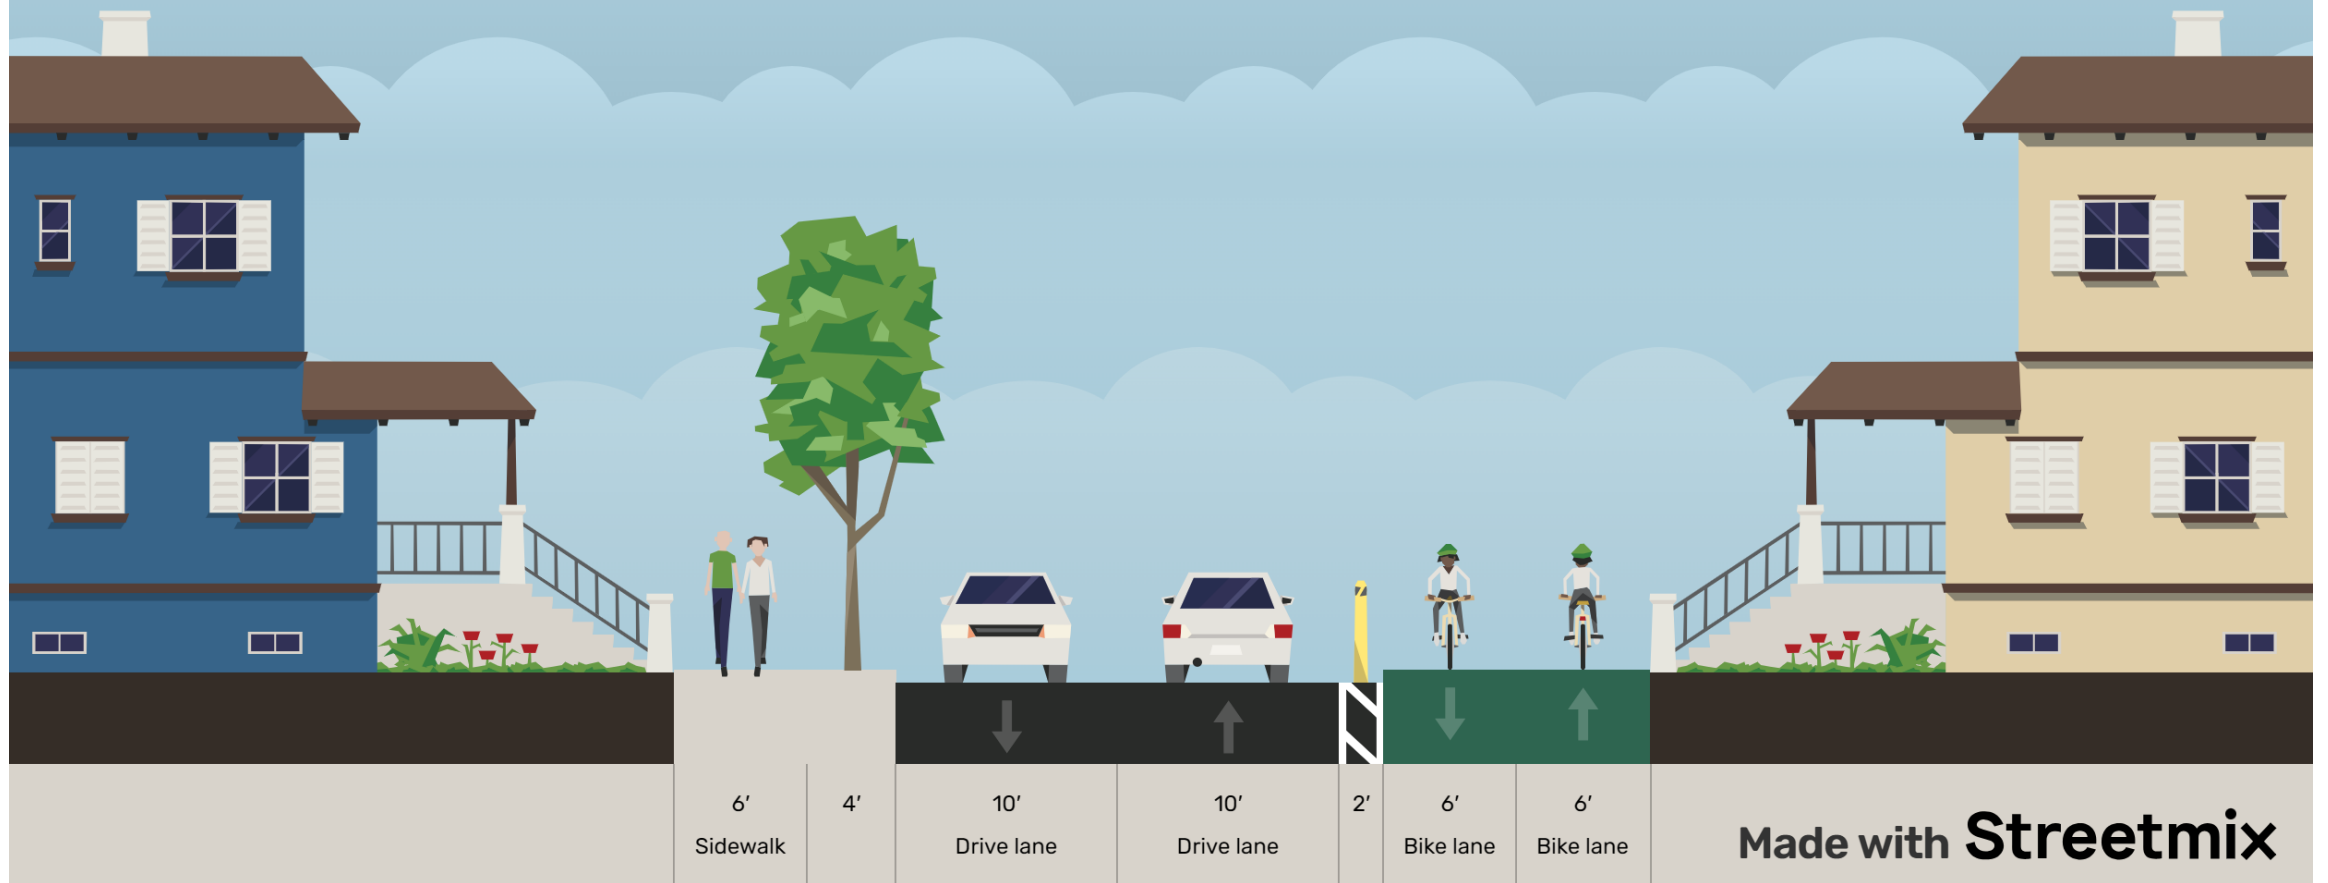 6′ 4′ 10′ 10′ 2′ 6′ 6′
Sidewalk Drive lane Drive lane Bike lane Bike lane
Made with Streetmix